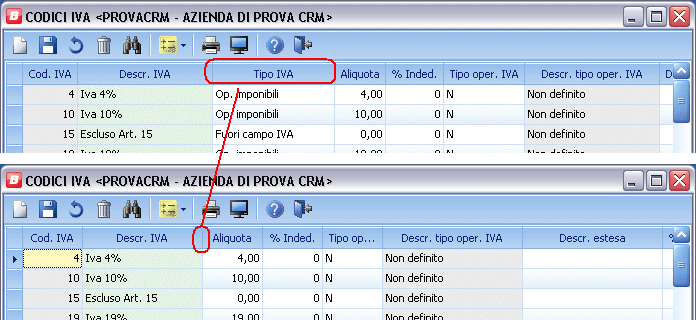 CODICI IVA <PROVACRM - AZIENDA DI PROVA CRM>
Cod. IVA Descr. IVA Tipo IVA Aliquota % Inded. Tipo oper. IVA Descr. tipo oper. IVA D
4 Iva 4% Op. imponibili 4,00 0 N Non definito
10 Iva 10% Op. imponibili 10,00 0 N Non definito
15 Escluso Art. 15 Fuori campo IVA 0,00 0 N Non definito
CODICI IVA <PROVACRM - AZIENDA DI PROVA CRM>
Cod. IVA Descr. IVA Aliquota % Inded. Tipo op... Descr. tipo oper. IVA Descr. estesa %
4 Iva 4% 4,00 0 N Non definito
10 Iva 10% 10,00 0 N Non definito
15 Escluso Art. 15 0,00 0 N Non definito
19 Iva 19% 19,00 0 N Non definito